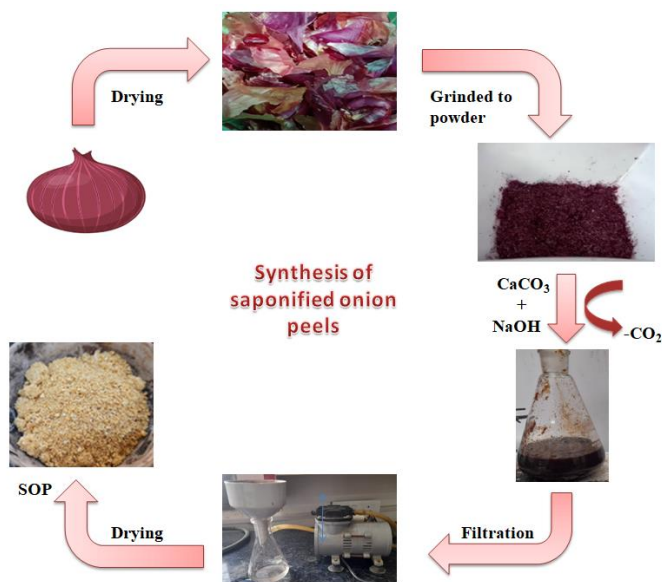 Drying
Grinded to
powder
Synthesis of
saponified onion
peels
CaCO₃
+
NaOH
-CO₂
SOP
Drying
Filtration